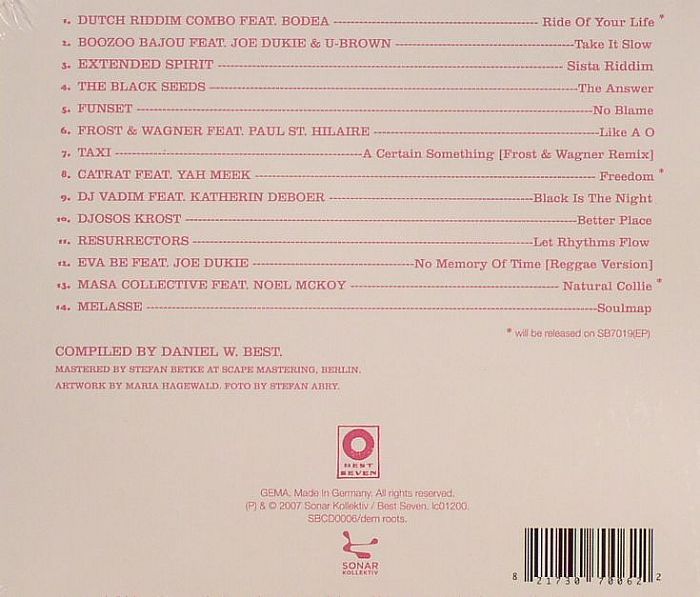 1. DUTCH RIDDIM COMBO FEAT. BODEA Ride Of Your Life *
2. BOOZOO BAJOU FEAT. JOE DUKIE & U-BROWN Take It Slow
3. EXTENDED SPIRIT Sista Riddim
4. THE BLACK SEEDS The Answer
5. FUNSET No Blame
6. FROST & WAGNER FEAT. PAUL ST. HILAIRE Like A O
7. TAXI A Certain Something [Frost & Wagner Remix]
8. CATRAT FEAT. YAH MEEK Freedom *
9. DJ VADIM FEAT. KATHERIN DEBOER Black Is The Night
10. DJOSOS KROST Better Place
11. RESURRECTORS Let Rhythms Flow
12. EVA BE FEAT. JOE DUKIE No Memory Of Time [Reggae Version]
13. MASA COLLECTIVE FEAT. NOEL MCKOY Natural Collie *
14. MELASSE Soulmap
* will be released on SB7019(EP)
COMPILED BY DANIEL W. BEST.
MASTERED BY STEFAN BETKE AT SCAPE MASTERING, BERLIN.
ARTWORK BY MARIA HAGEWALD. FOTO BY STEFAN ABRY.
BEST
SEVEN
GEMA, Made In Germany. All rights reserved.
(P) & © 2007 Sonar Kollektiv / Best Seven. lc01200.
SBCD0006/dem roots.
SONAR
KOLLEKTIV
8 21730 70062 2